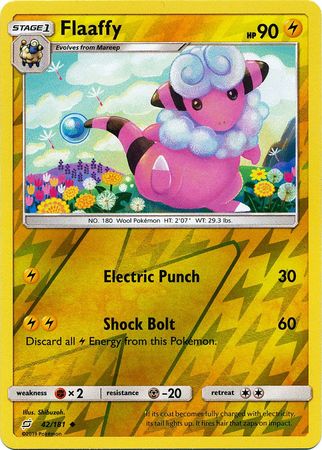 STAGE 1 Flaaffy HP 90
Evolves from Mareep
NO. 180 Wool Pokémon HT: 2'07" WT: 29.3 lbs.
Electric Punch 30
Shock Bolt 60
Discard all Energy from this Pokémon.
weakness × 2 resistance -20 retreat
Illus. Shibuzoh.
42/181
©2019 Pokémon
If its coat becomes fully charged with electricity,
its tail lights up. It fires hair that zaps on impact.